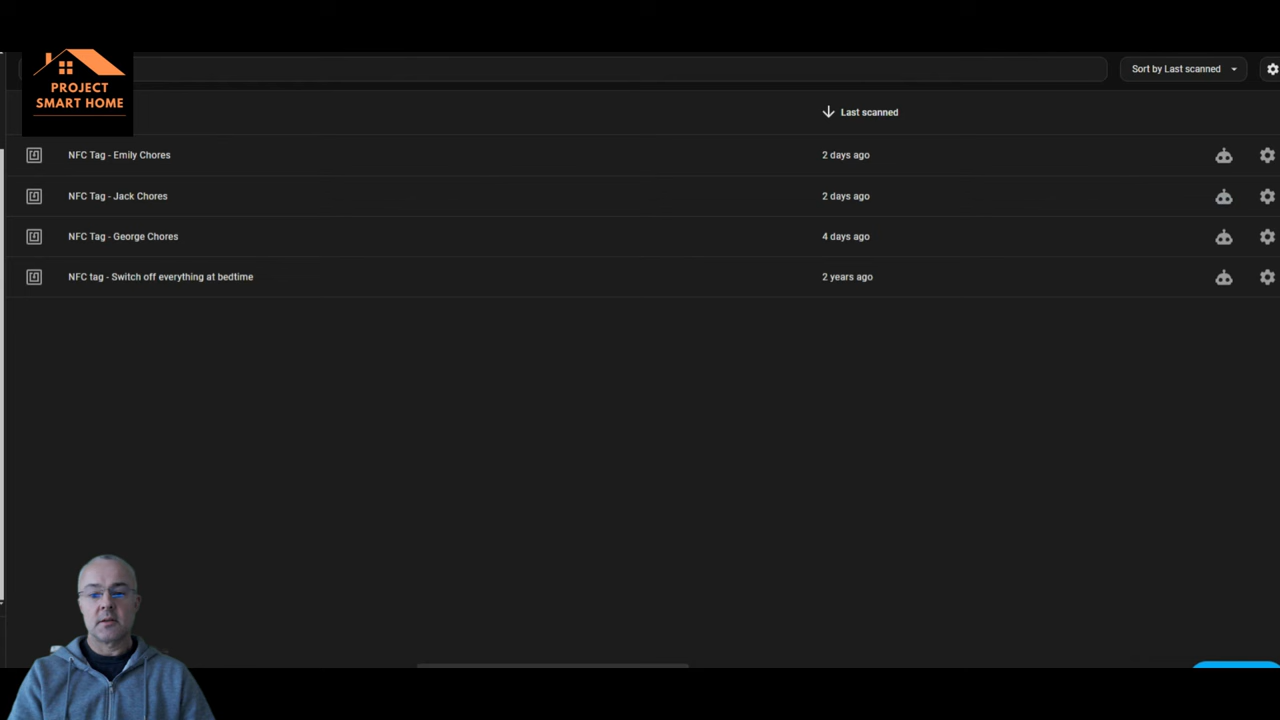 PROJECT
SMART HOME
Sort by Last scanned
Last scanned
NFC Tag - Emily Chores
2 days ago
NFC Tag - Jack Chores
2 days ago
NFC Tag - George Chores
4 days ago
NFC tag - Switch off everything at bedtime
2 years ago